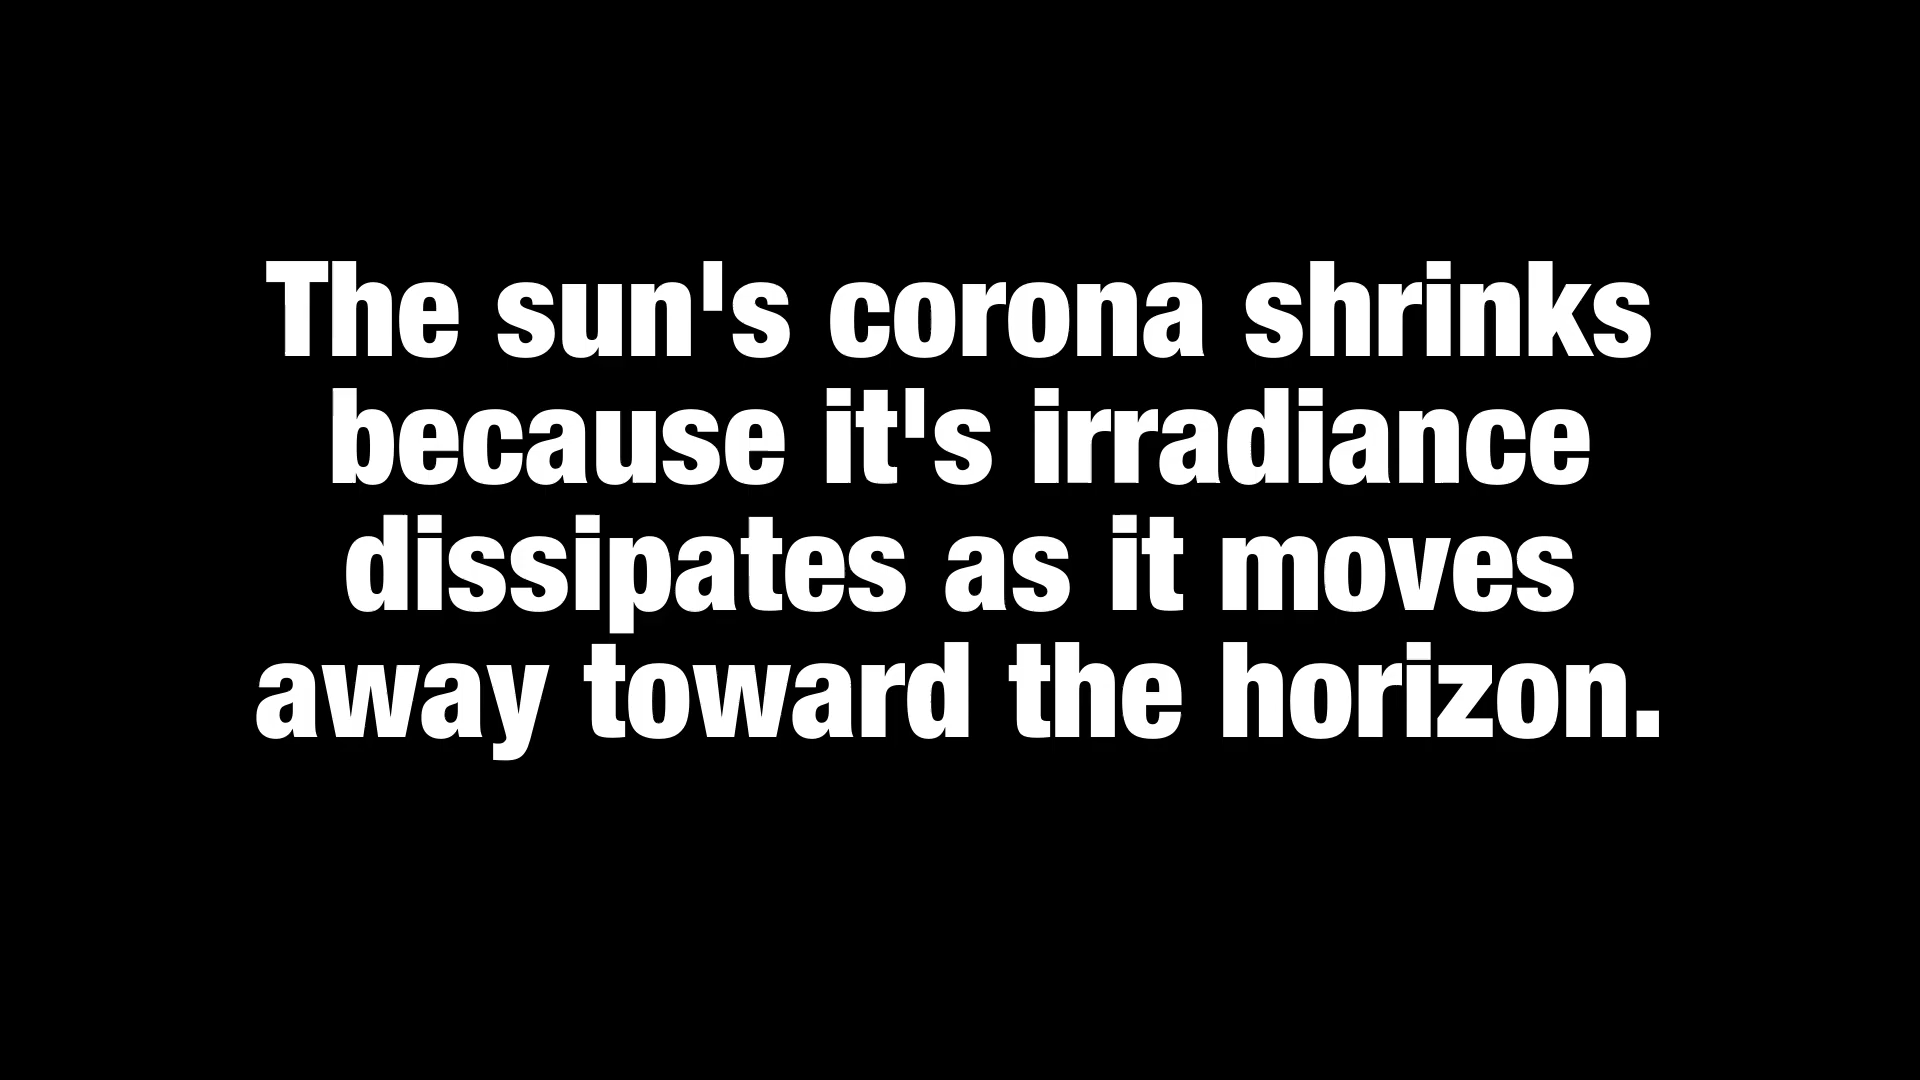 The sun's corona shrinks
because it's irradiance
dissipates as it moves
away toward the horizon.